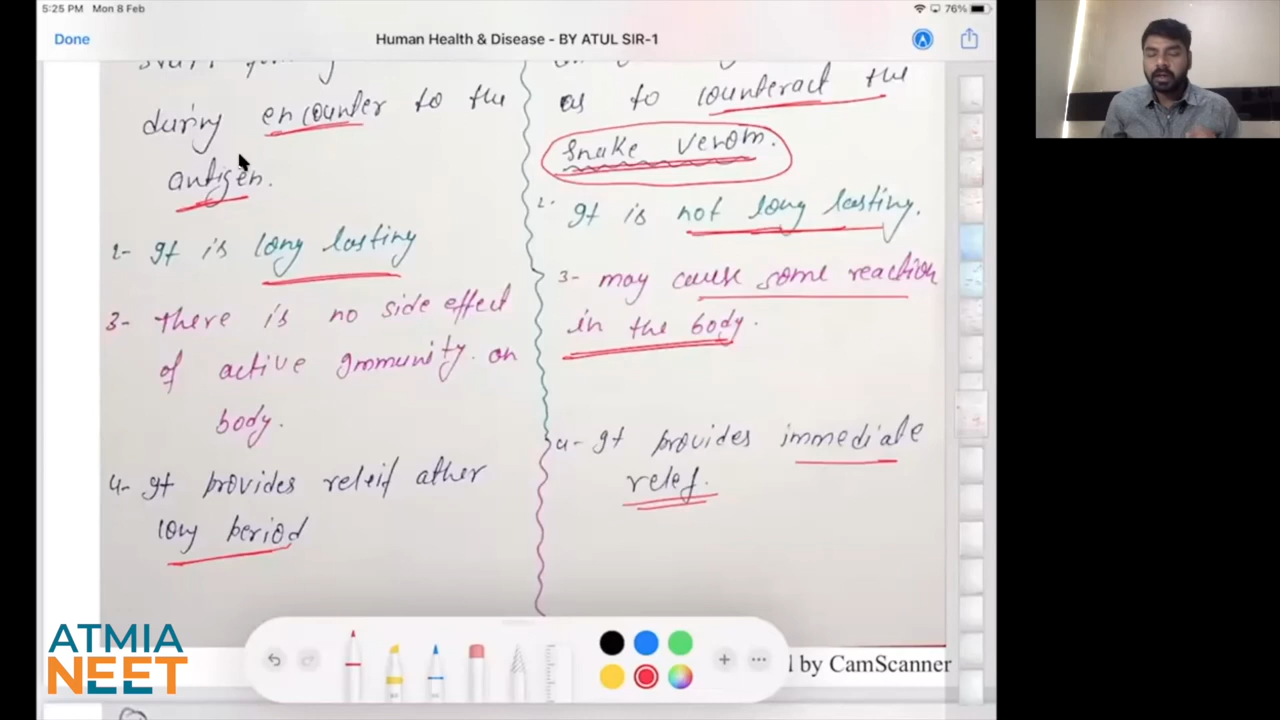 5:25 PM Mon 8 Feb
76%
Done
Human Health & Disease - BY ATUL SIR-1
during encounter to the
antigen.
2- It is long lasting
3- There is no side effect
of active Immunity on
body.
4- It provides releif ather
long period
as to counteract the
Snake venom.
2. It is not long lasting.
3- may cause some reaction
in the body.
4- It provides immediate
relef.
ATMIA
NEET
d by CamScanner